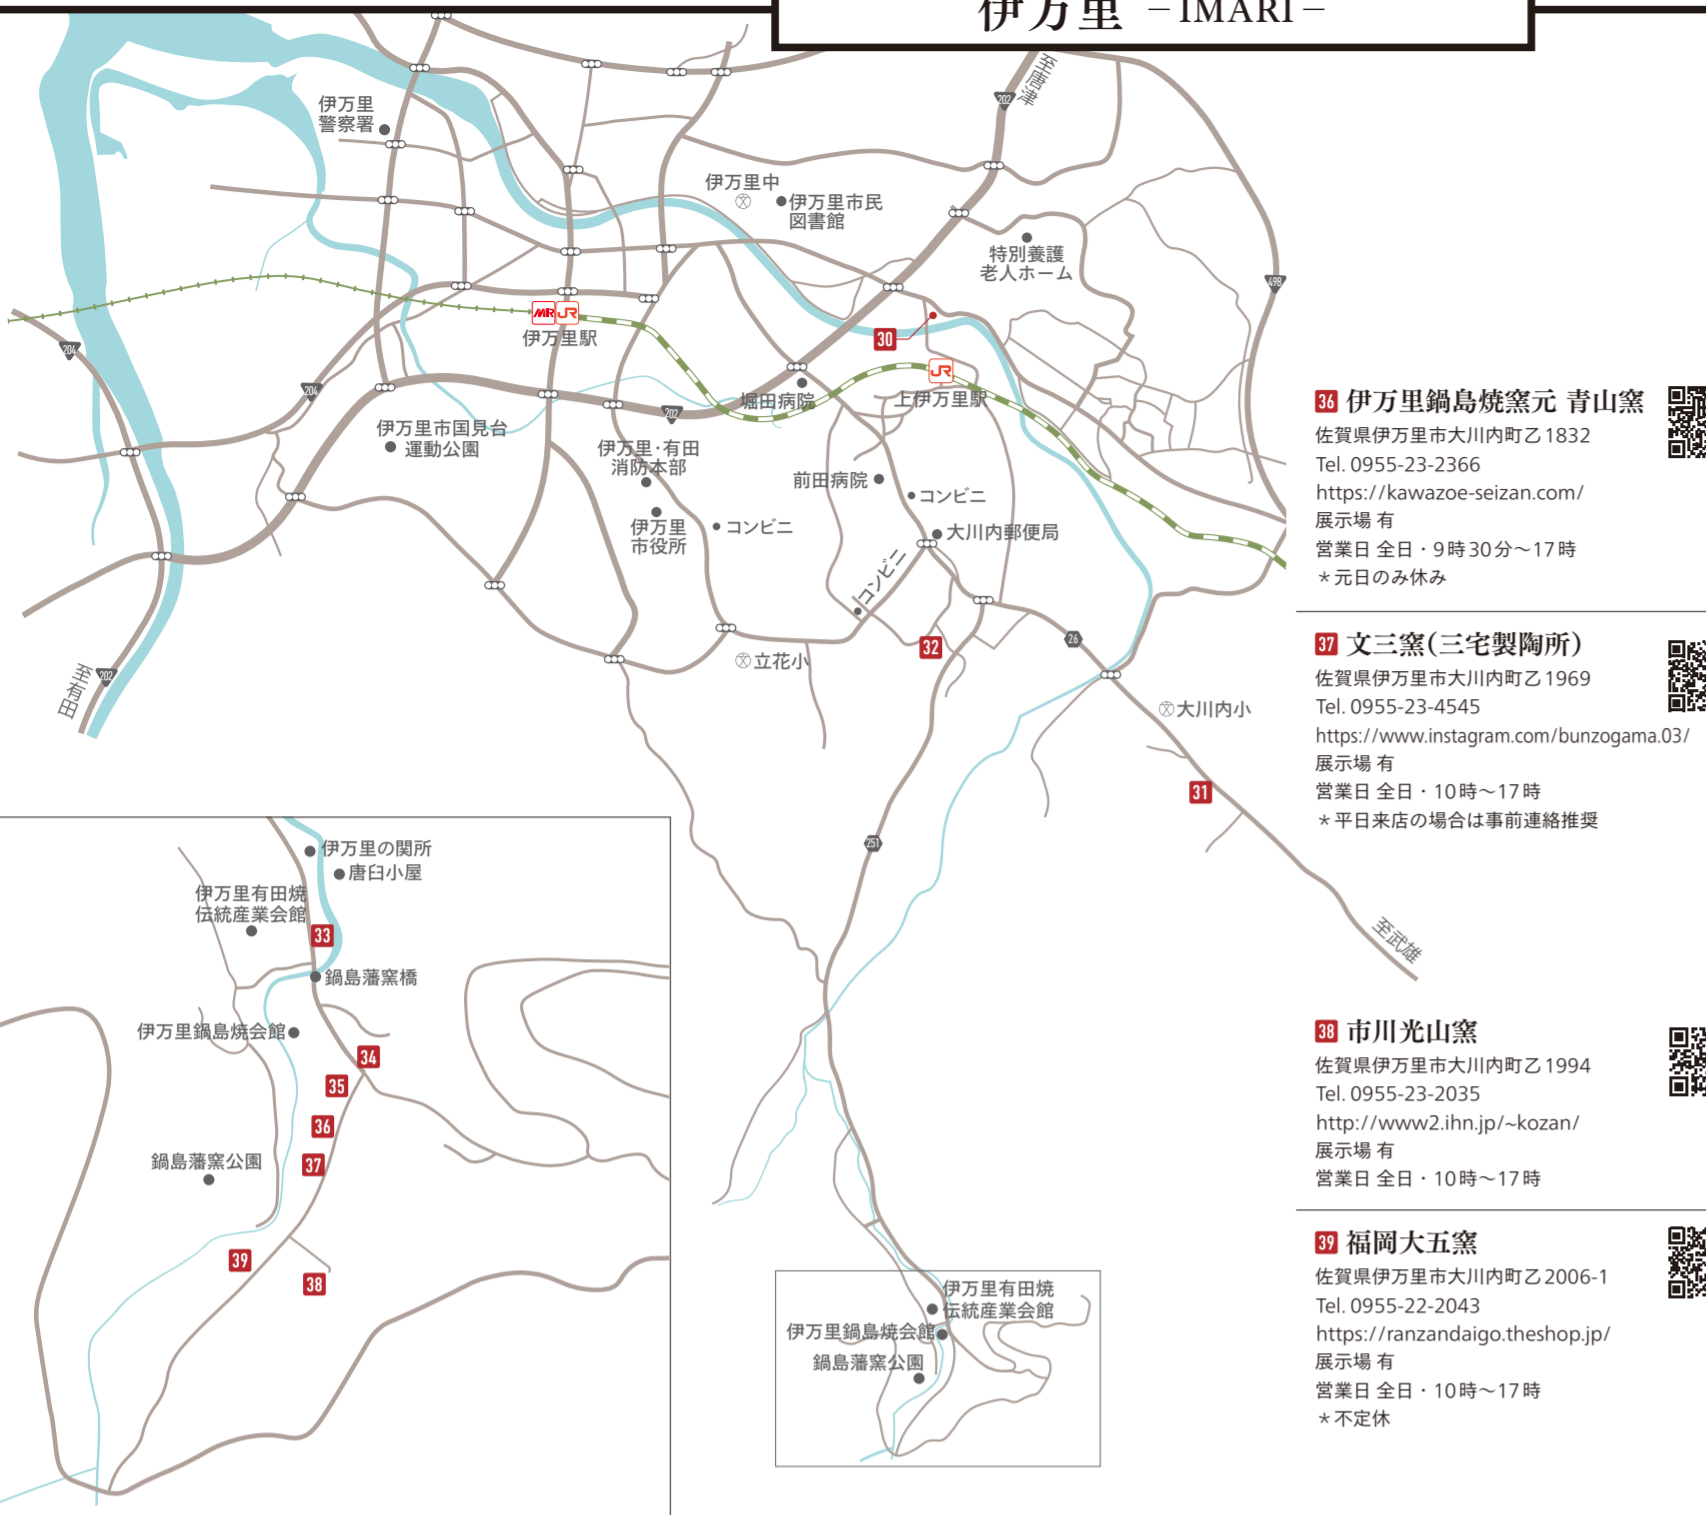 伊万里 －IMARI－
至唐津
202
伊万里
警察署
伊万里中
伊万里市民
図書館
特別養護
老人ホーム
498
MR
JR
伊万里駅
30
204
204
JR
上伊万里駅
堀田病院
202
伊万里市国見台
運動公園
伊万里・有田
消防本部
前田病院
コンビニ
伊万里
市役所
コンビニ
大川内郵便局
コンビニ
32
26
立花小
至有田
202
大川内小
31
251
至武雄
伊万里の関所
唐臼小屋
伊万里有田焼
伝統産業会館
33
鍋島藩窯橋
伊万里鍋島焼会館
34
35
36
37
鍋島藩窯公園
39
38
伊万里有田焼
伝統産業会館
伊万里鍋島焼会館
鍋島藩窯公園
36 伊万里鍋島焼窯元 青山窯
佐賀県伊万里市大川内町乙1832
Tel. 0955-23-2366
https://kawazoe-seizan.com/
展示場 有
営業日 全日・9時30分〜17時
＊元日のみ休み
37 文三窯(三宅製陶所)
佐賀県伊万里市大川内町乙1969
Tel. 0955-23-4545
https://www.instagram.com/bunzogama.03/
展示場 有
営業日 全日・10時〜17時
＊平日来店の場合は事前連絡推奨
38 市川光山窯
佐賀県伊万里市大川内町乙1994
Tel. 0955-23-2035
http://www2.ihn.jp/~kozan/
展示場 有
営業日 全日・10時〜17時
39 福岡大五窯
佐賀県伊万里市大川内町乙2006-1
Tel. 0955-22-2043
https://ranzandaigo.theshop.jp/
展示場 有
営業日 全日・10時〜17時
＊不定休